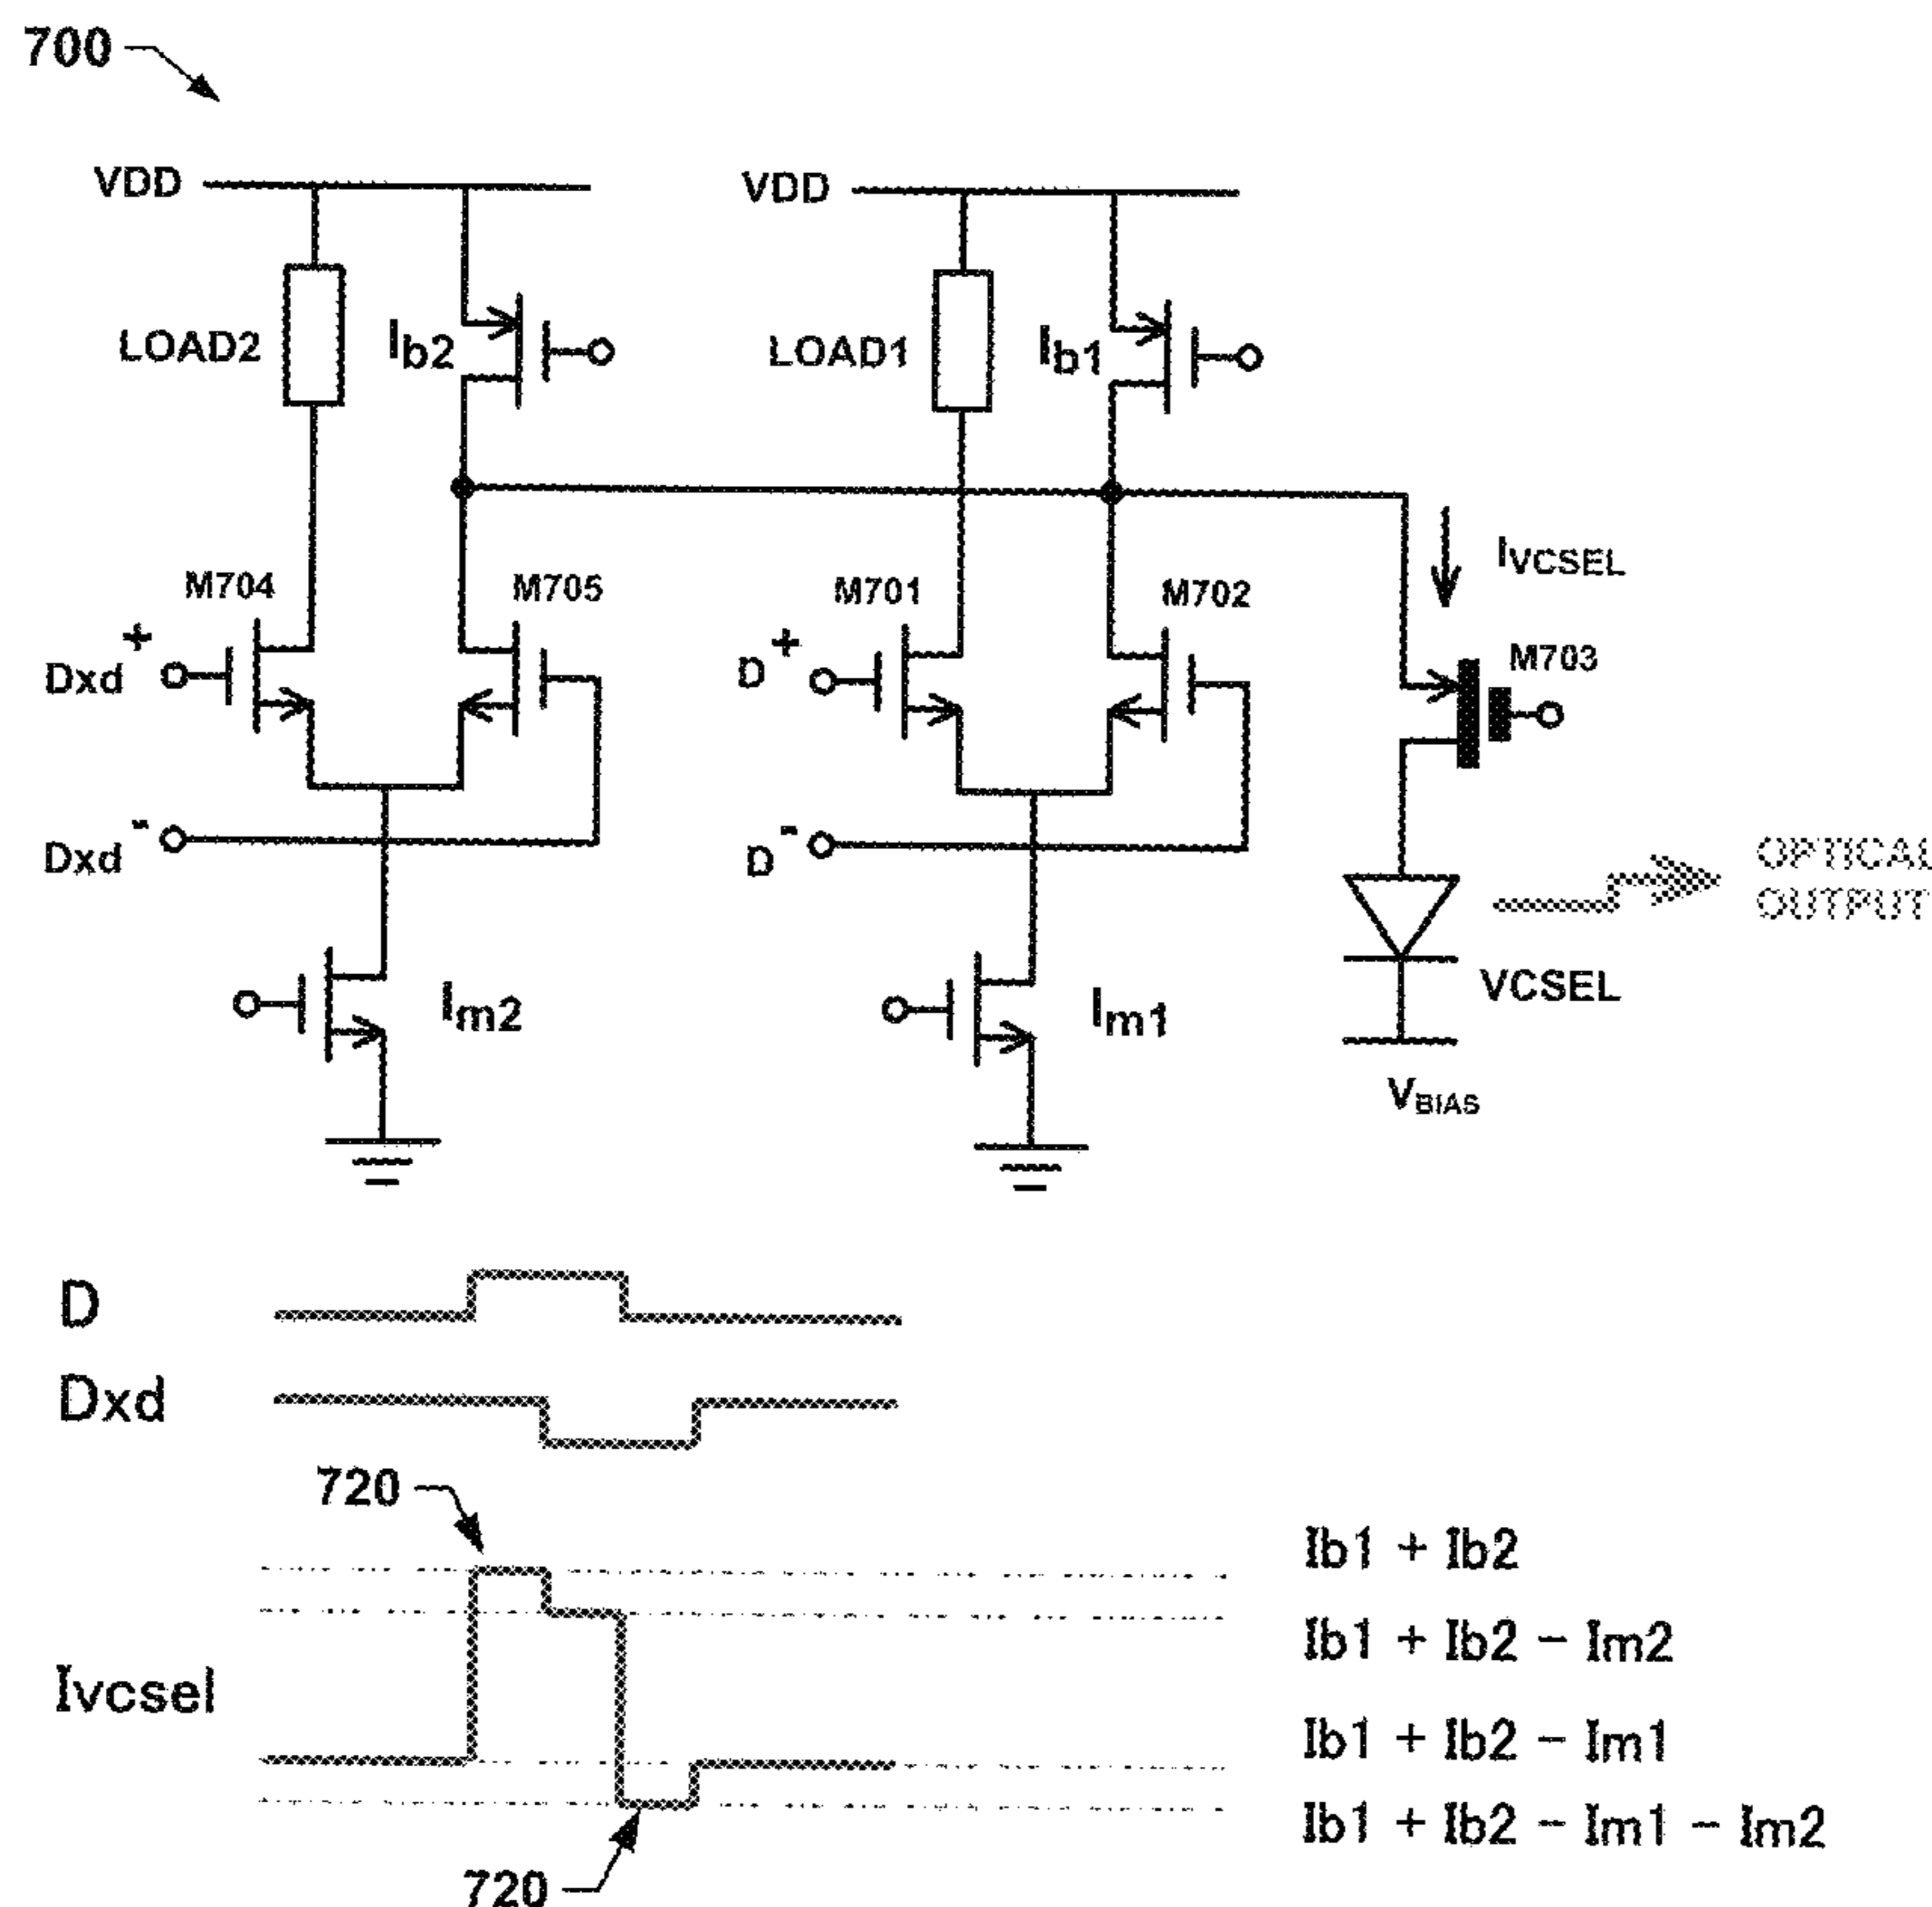 700
VDD
VDD
LOAD2
Ib2
LOAD1
Ib1
IVCSEL
M704
M705
M701
M702
M703
Dxd+
D+
Dxd-
D-
OPTICAL
OUTPUT
VCSEL
Im2
Im1
VBIAS
D
Dxd
720
Ib1 + Ib2
Ib1 + Ib2 - Im2
Ivcsel
Ib1 + Ib2 - Im1
Ib1 + Ib2 - Im1 - Im2
720